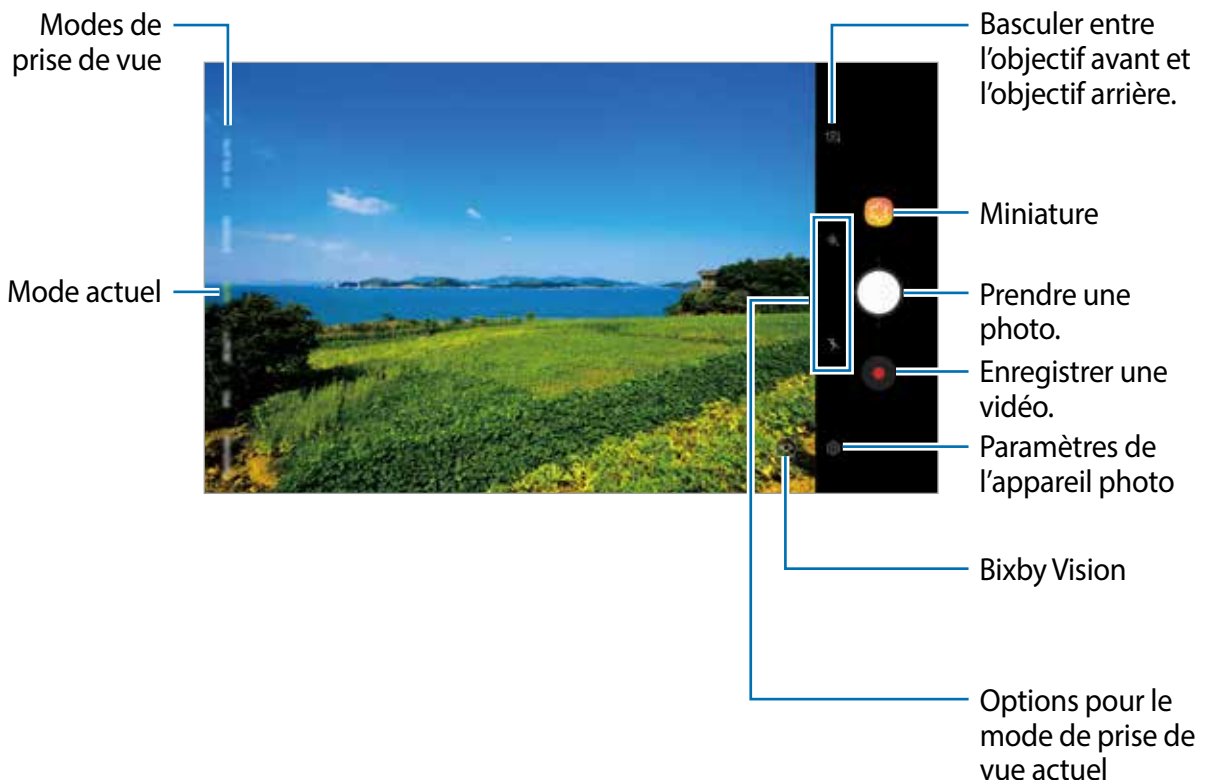 Modes de
prise de vue
Mode actuel
Basculer entre
l'objectif avant et
l'objectif arrière.
Miniature
Prendre une
photo.
Enregistrer une
vidéo.
Paramètres de
l'appareil photo
Bixby Vision
Options pour le
mode de prise de
vue actuel